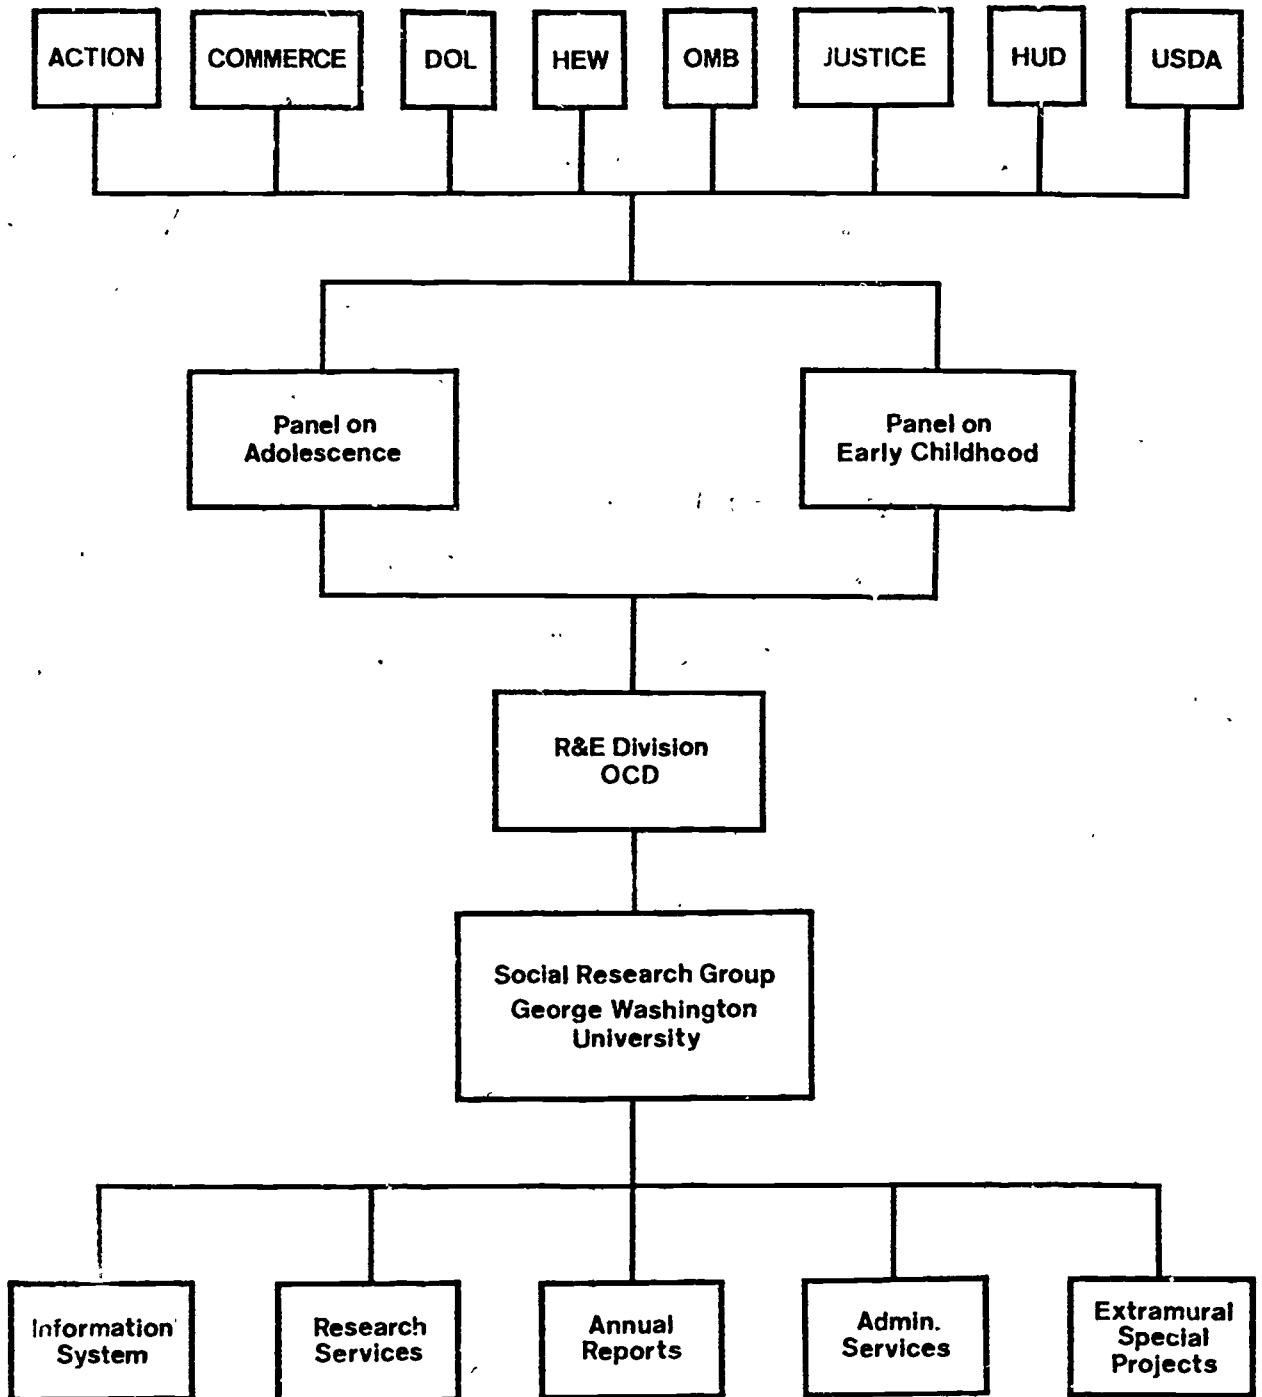 ACTION
COMMERCE
DOL
HEW
OMB
JUSTICE
HUD
USDA
Panel on
Adolescence
Panel on
Early Childhood
R&E Division
OCD
Social Research Group
George Washington
University
Information
System
Research
Services
Annual
Reports
Admin.
Services
Extramural
Special
Projects